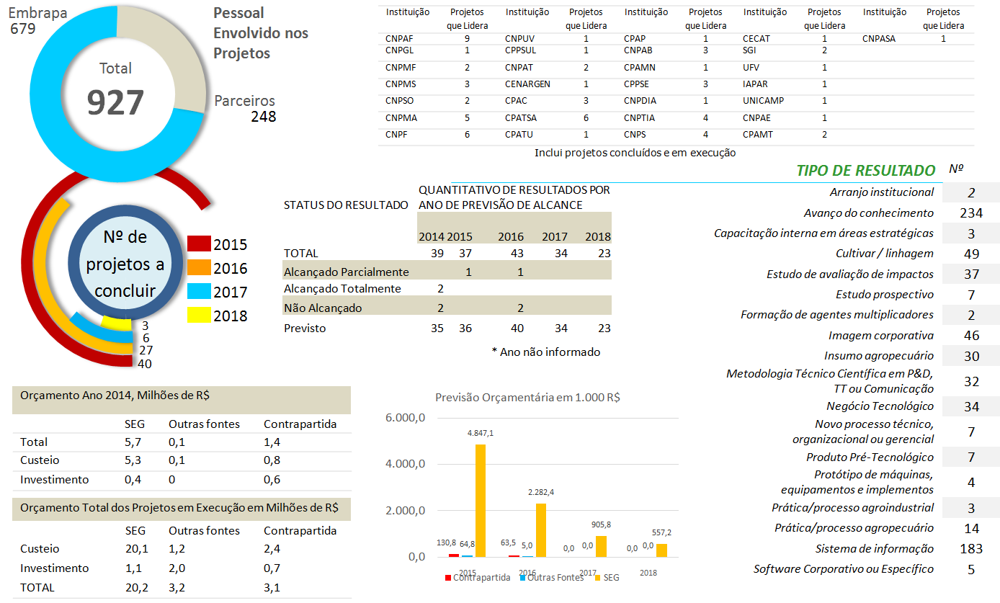 Embrapa
679
Pessoal
Envolvido nos
Projetos
Total
927
Parceiros
248
Instituição Projetos que Lidera Instituição Projetos que Lidera Instituição Projetos que Lidera Instituição Projetos que Lidera Instituição Projetos que Lidera
CNPAF 9 CNPUV 1 CPAP 1 CECAT 1 CNPASA 1
CNPGL 1 CPPSUL 1 CNPAB 3 SGI 2
CNPMF 2 CNPAT 2 CPAMN 1 UFV 1
CNPMS 3 CENARGEN 1 CPPSE 3 IAPAR 1
CNPSO 2 CPAC 3 CNPDIA 1 UNICAMP 1
CNPMA 5 CPATSA 6 CNPTIA 4 CNPAE 1
CNPF 6 CPATU 1 CNPS 4 CPAMT 2
Inclui projetos concluídos e em execução
Nº de
projetos a
concluir
2015
2016
2017
2018
3
6
27
40
STATUS DO RESULTADO
QUANTITATIVO DE RESULTADOS POR
ANO DE PREVISÃO DE ALCANCE
2014 2015 2016 2017 2018
TOTAL 39 37 43 34 23
Alcançado Parcialmente 1 1
Alcançado Totalmente 2
Não Alcançado 2 2
Previsto 35 36 40 34 23
* Ano não informado
TIPO DE RESULTADO Nº
Arranjo institucional 2
Avanço do conhecimento 234
Capacitação interna em áreas estratégicas 3
Cultivar / linhagem 49
Estudo de avaliação de impactos 37
Estudo prospectivo 7
Formação de agentes multiplicadores 2
Imagem corporativa 46
Insumo agropecuário 30
Metodologia Técnico Científica em P&D,
TT ou Comunicação 32
Negócio Tecnológico 34
Novo processo técnico,
organizacional ou gerencial 7
Produto Pré-Tecnológico 7
Protótipo de máquinas,
equipamentos e implementos 4
Prática/processo agroindustrial 3
Prática/processo agropecuário 14
Sistema de informação 183
Software Corporativo ou Específico 5
Orçamento Ano 2014, Milhões de R$
SEG Outras fontes Contrapartida
Total 5,7 0,1 1,4
Custeio 5,3 0,1 0,8
Investimento 0,4 0 0,6
Orçamento Total dos Projetos em Execução em Milhões de R$
SEG Outras fontes Contrapartida
Custeio 20,1 1,2 2,4
Investimento 1,1 2,0 0,7
TOTAL 20,2 3,2 3,1
Previsão Orçamentária em 1.000 R$
6.000,0
4.000,0
2.000,0
0,0
130,8 64,8 4.847,1
63,5 5,0 2.282,4
0,0 0,0 905,8
0,0 0,0 557,2
2015 2016 2017 2018
Contrapartida Outras Fontes SEG